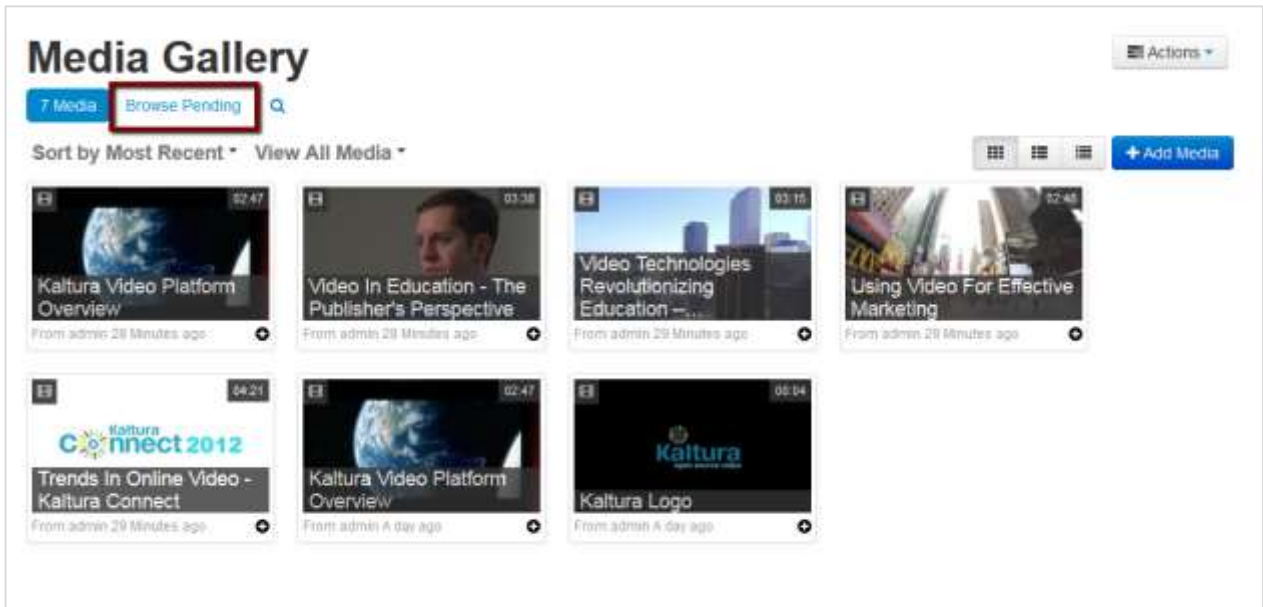 Media Gallery
Actions
7 Media Browse Pending
Sort by Most Recent View All Media
+ Add Media
02:47
Kaltura Video Platform
Overview
From admin 28 Minutes ago
03:38
Video In Education - The
Publisher's Perspective
From admin 29 Minutes ago
03:15
Video Technologies
Revolutionizing
Education –...
From admin 29 Minutes ago
02:48
Using Video For Effective
Marketing
From admin 29 Minutes ago
04:21
Kaltura
Connect 2012
Trends In Online Video -
Kaltura Connect
From admin 29 Minutes ago
02:47
Kaltura Video Platform
Overview
From admin A day ago
00:04
Kaltura
open source video
Kaltura Logo
From admin A day ago